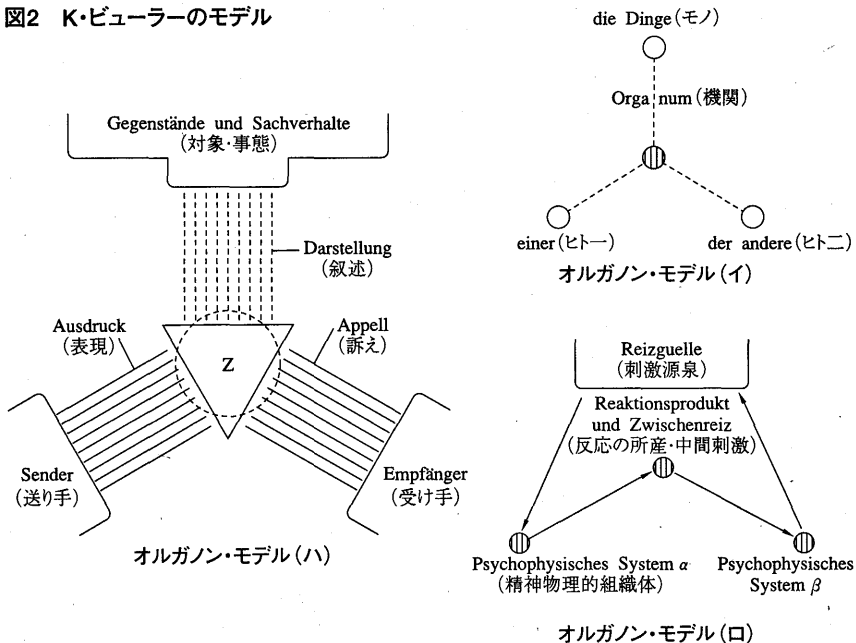 図2 K・ビューラーのモデル
Gegenstände und Sachverhalte
(対象・事態)
Darstellung
(叙述)
Ausdruck
(表現)
Appell
(訴え)
Z
Sender
(送り手)
Empfänger
(受け手)
オルガノン・モデル(ハ)
die Dinge(モノ)
Orga num(機関)
einer(ヒト一)
der andere(ヒト二)
オルガノン・モデル(イ)
Reizguelle
(刺激源泉)
Reaktionsprodukt
und Zwischenreiz
(反応の所産・中間刺激)
Psychophysisches System α
(精神物理的組織体)
Psychophysisches
System β
オルガノン・モデル(ロ)